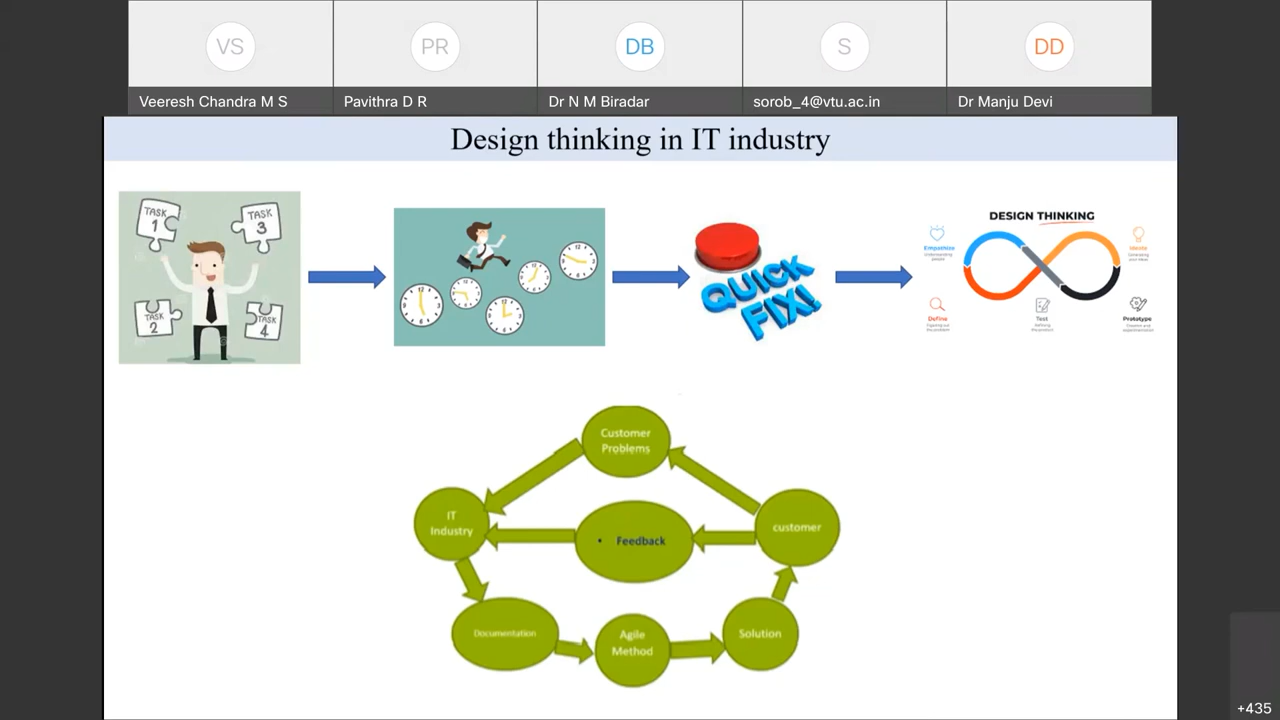 VS
PR
DB
S
DD
Veeresh Chandra M S
Pavithra D R
Dr N M Biradar
sorob_4@vtu.ac.in
Dr Manju Devi
Design thinking in IT industry
TASK
1
TASK
3
TASK
2
TASK
4
QUICK
FIX!
DESIGN THINKING
Empathize
Ideate
Define
Test
Prototype
Customer
Problems
IT
Industry
• Feedback
customer
Documentation
Agile
Method
Solution
+435